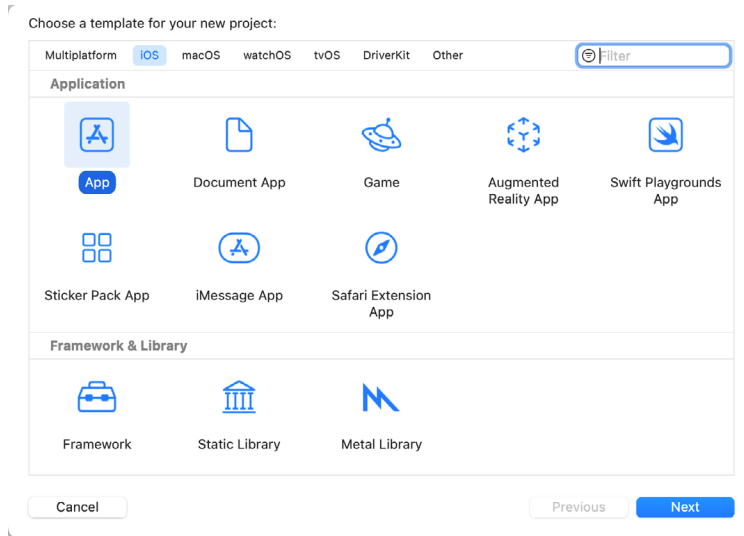 Choose a template for your new project:
Multiplatform iOS macOS watchOS tvOS DriverKit Other Filter
Application
App Document App Game Augmented Reality App Swift Playgrounds App
Sticker Pack App iMessage App Safari Extension App
Framework & Library
Framework Static Library Metal Library
Cancel Previous Next